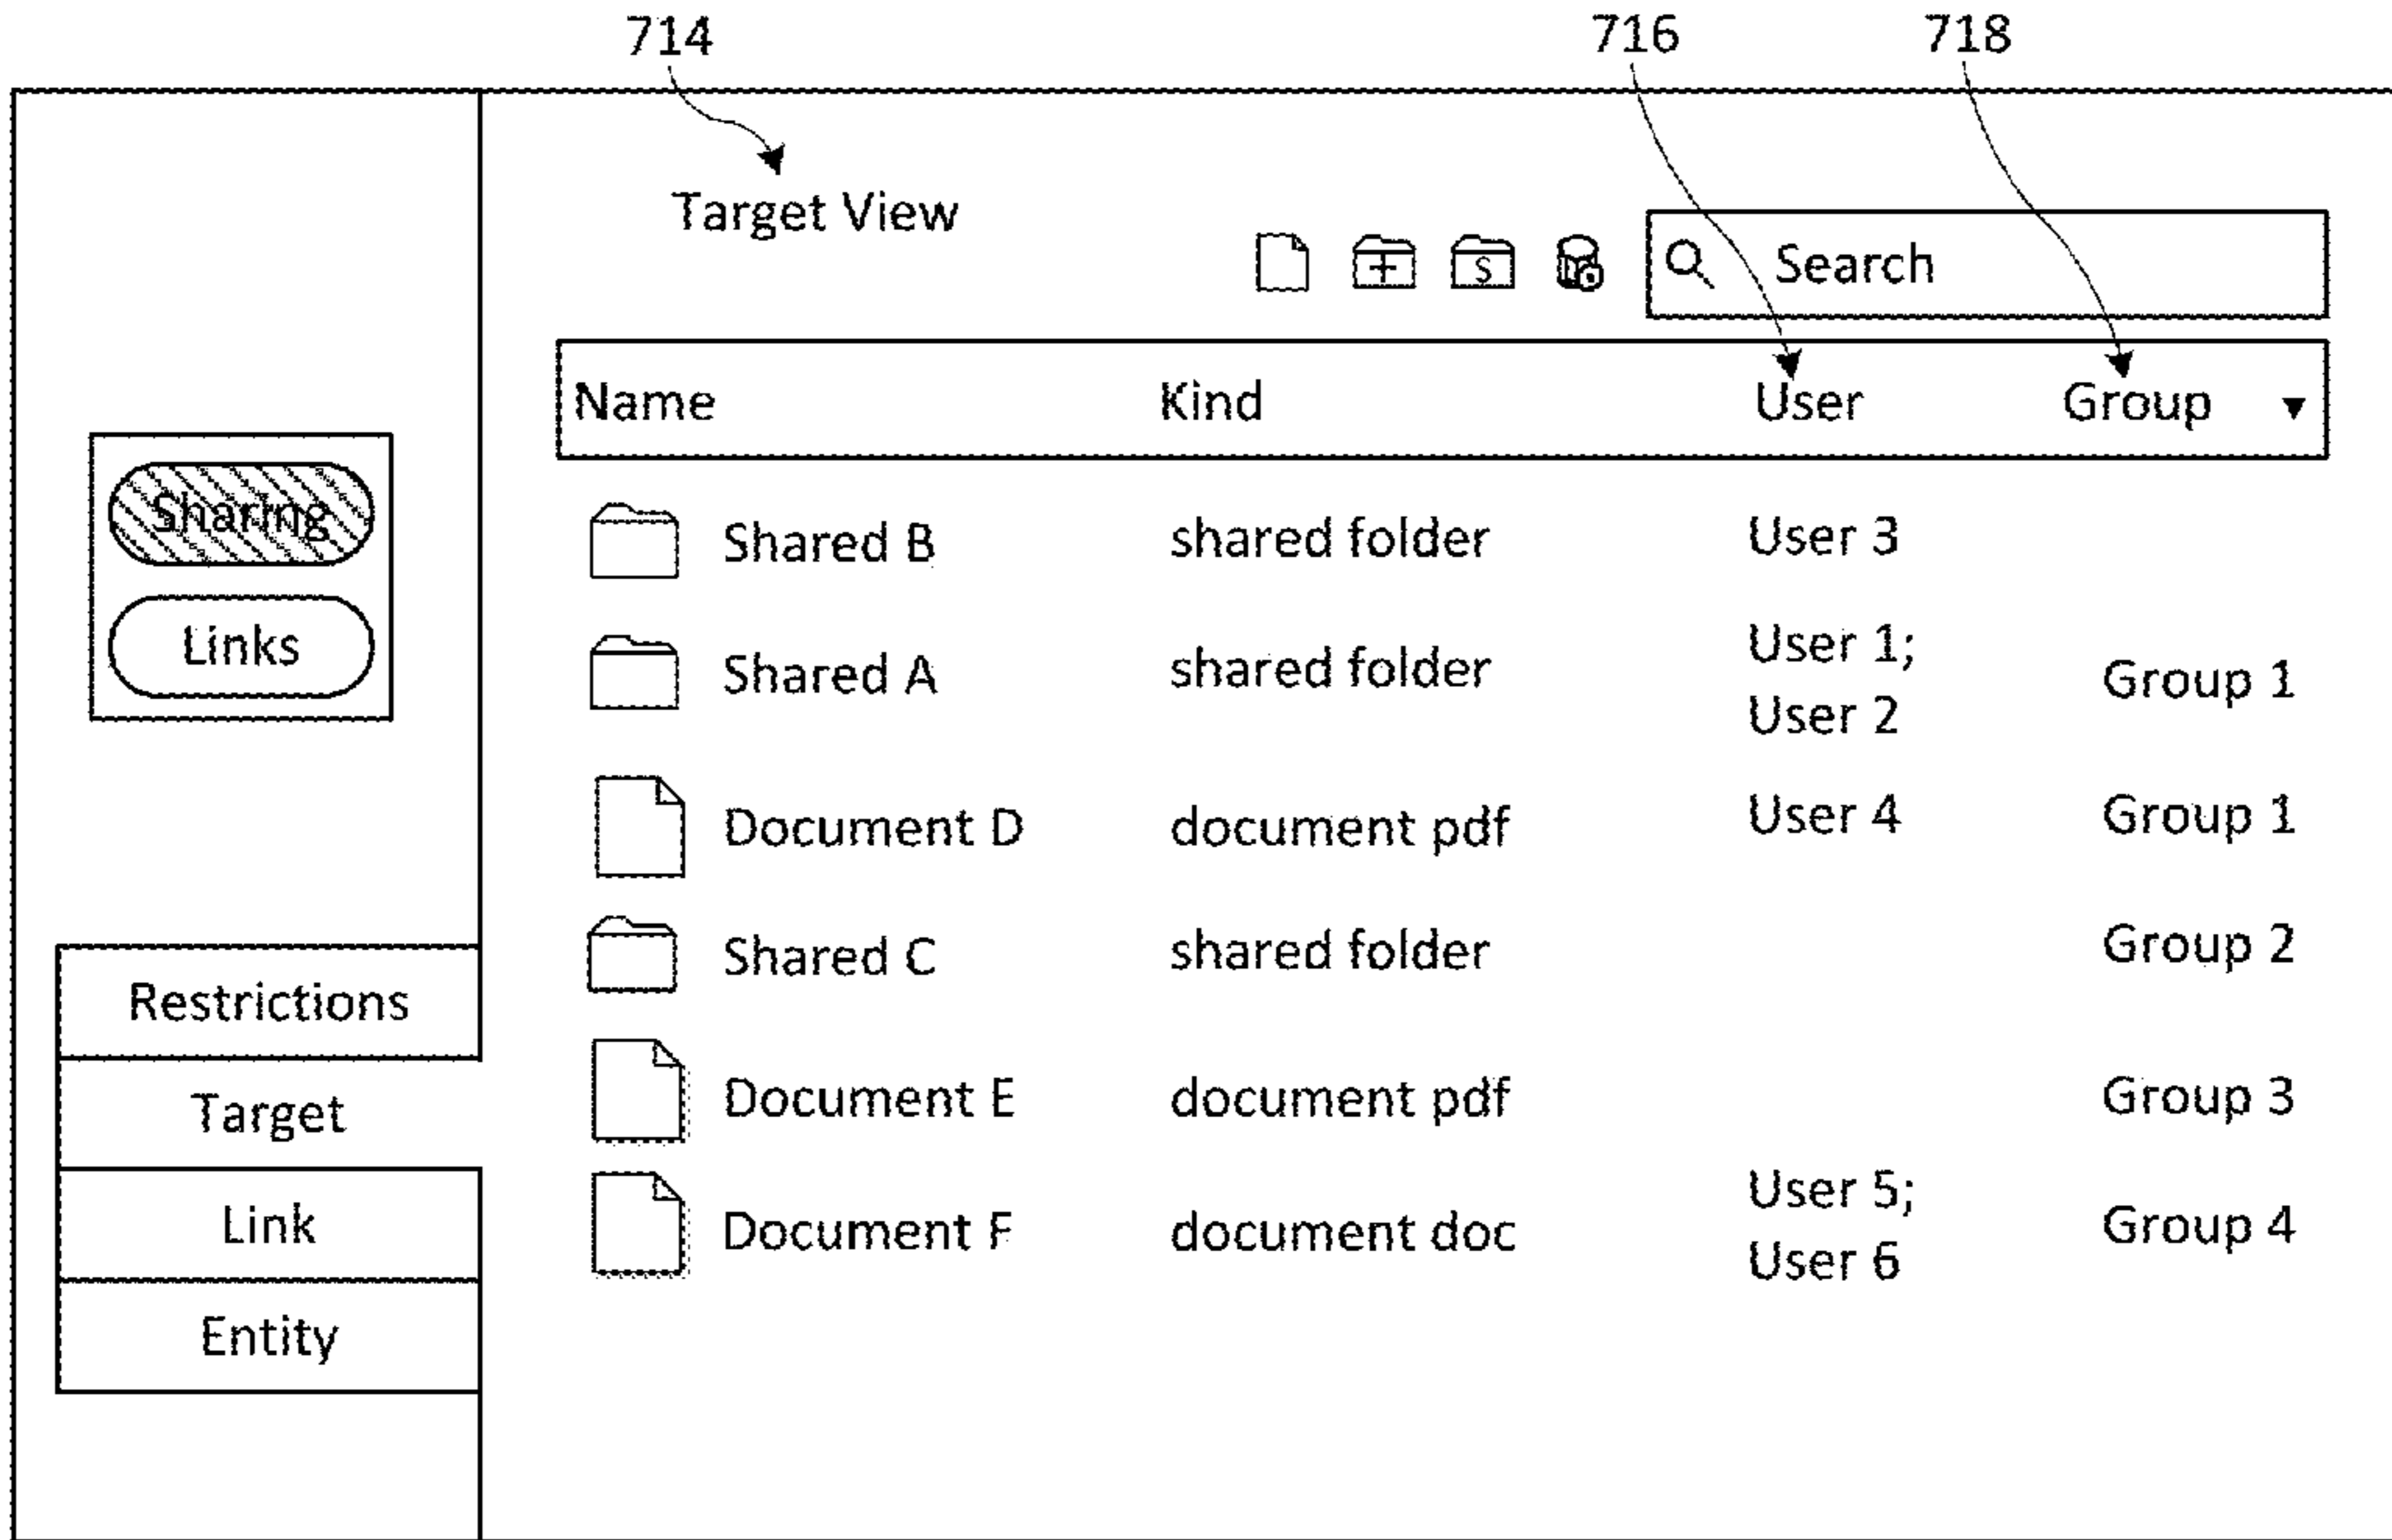 714 716 718
Target View
Search
Name Kind User Group
Sharing
Links
Shared B shared folder User 3
Shared A shared folder User 1; User 2 Group 1
Document D document pdf User 4 Group 1
Shared C shared folder Group 2
Document E document pdf Group 3
Document F document doc User 5; User 6 Group 4
Restrictions
Target
Link
Entity